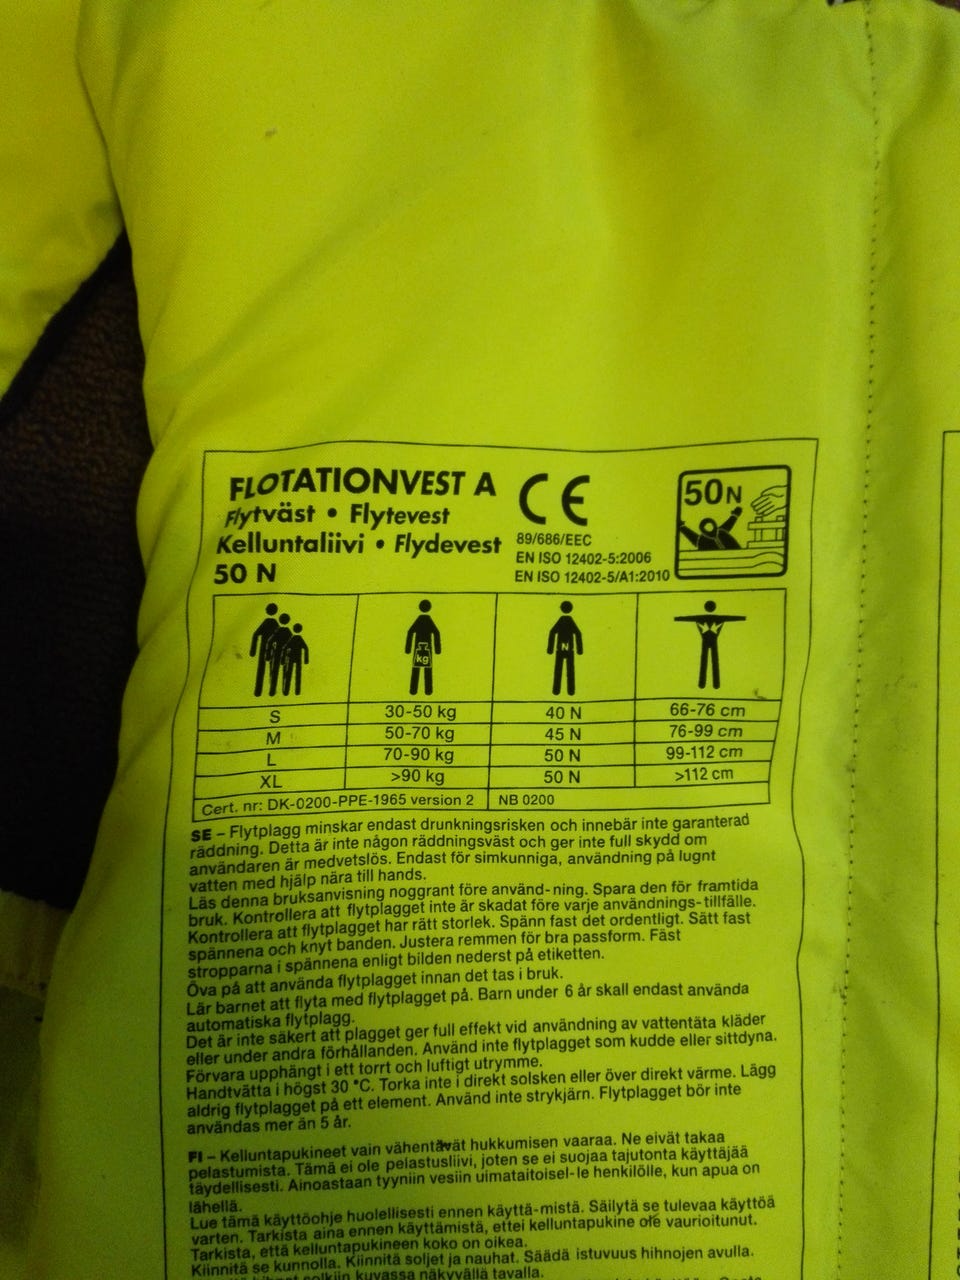 FLOTATIONVEST A
Flytväst • Flytevest
Kelluntaliivi • Flydevest
50 N
CE
89/686/EEC
EN ISO 12402-5:2006
EN ISO 12402-5/A1:2010
50N
kg
N
S 30-50 kg 40 N 66-76 cm
M 50-70 kg 45 N 76-99 cm
L 70-90 kg 50 N 99-112 cm
XL >90 kg 50 N >112 cm
Cert. nr: DK-0200-PPE-1965 version 2 NB 0200
SE – Flytplagg minskar endast drunkningsrisken och innebär inte garanterad
räddning. Detta är inte någon räddningsväst och ger inte full skydd om
användaren är medvetslös. Endast för simkunniga, användning på lugnt
vatten med hjälp nära till hands.
Läs denna bruksanvisning noggrant före använd-ning. Spara den för framtida
bruk. Kontrollera att flytplagget inte är skadat före varje användnings-tillfälle.
Kontrollera att flytplagget har rätt storlek. Spänn fast det ordentligt. Sätt fast
spännena och knyt banden. Justera remmen för bra passform. Fäst
stropparna i spännena enligt bilden nederst på etiketten.
Öva på att använda flytplagget innan det tas i bruk.
Lär barnet att flyta med flytplagget på. Barn under 6 år skall endast använda
automatiska flytplagg.
Det är inte säkert att plagget ger full effekt vid användning av vattentäta kläder
eller under andra förhållanden. Använd inte flytplagget som kudde eller sittdyna.
Förvara upphängt i ett torrt och luftigt utrymme.
Handtvätta i högst 30 °C. Torka inte i direkt solsken eller över direkt värme. Lägg
aldrig flytplagget på ett element. Använd inte strykjärn. Flytplagget bör inte
användas mer än 5 år.
FI – Kelluntapukineet vain vähentävät hukkumisen vaaraa. Ne eivät takaa
pelastumista. Tämä ei ole pelastusliivi, joten se ei suojaa tajutonta käyttäjää
täydellisesti. Ainoastaan tyyniin vesiin uimataitoisel-le henkilölle, kun apua on
lähellä.
Lue tämä käyttöohje huolellisesti ennen käyttä-mistä. Säilytä se tulevaa käyttöä
varten. Tarkista aina ennen käyttämistä, ettei kelluntapukine ole vaurioitunut.
Tarkista, että kelluntapukineen koko on oikea.
Kiinnitä se kunnolla. Kiinnitä soljet ja nauhat. Säädä istuvuus hihnojen avulla.
solkiin kuvassa näkyvällä tavalla.